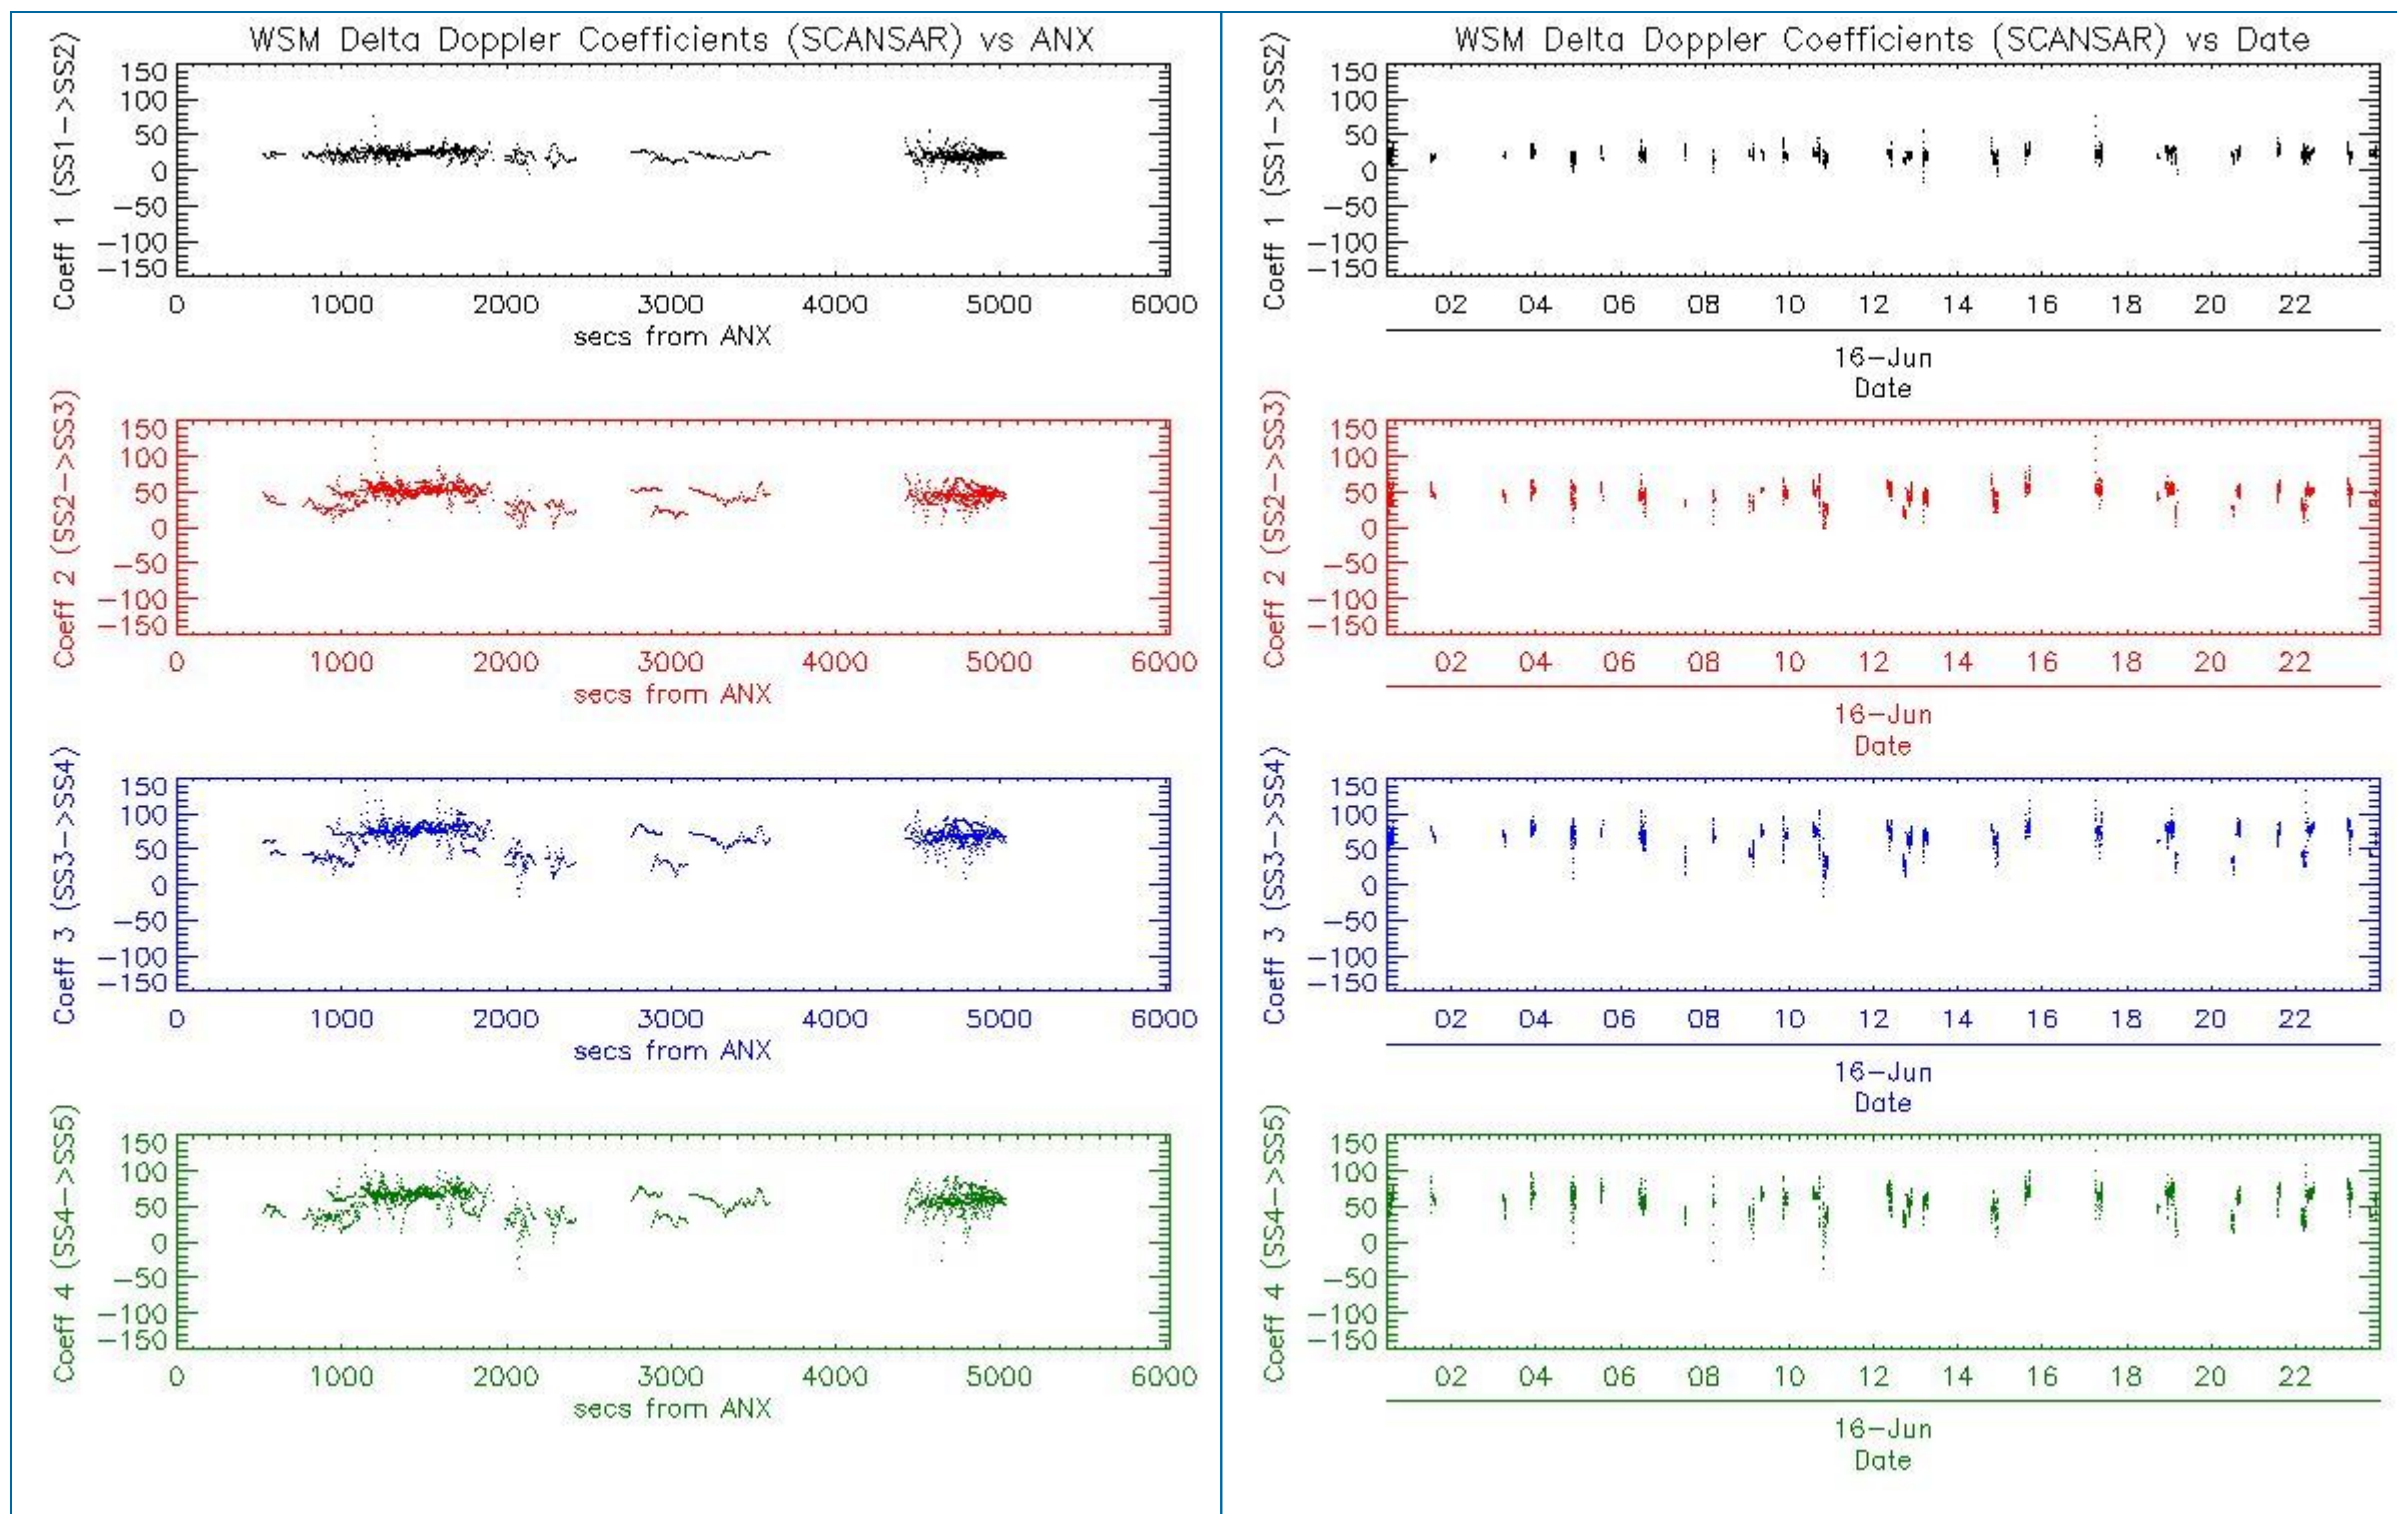 WSM Delta Doppler Coefficients (SCANSAR) vs ANX
Coeff 1 (SS1->SS2)
150
100
50
0
-50
-100
-150
0 1000 2000 3000 4000 5000 6000
secs from ANX
Coeff 2 (SS2->SS3)
150
100
50
0
-50
-100
-150
0 1000 2000 3000 4000 5000 6000
secs from ANX
Coeff 3 (SS3->SS4)
150
100
50
0
-50
-100
-150
0 1000 2000 3000 4000 5000 6000
secs from ANX
Coeff 4 (SS4->SS5)
150
100
50
0
-50
-100
-150
0 1000 2000 3000 4000 5000 6000
secs from ANX
WSM Delta Doppler Coefficients (SCANSAR) vs Date
Coeff 1 (SS1->SS2)
150
100
50
0
-50
-100
-150
02 04 06 08 10 12 14 16 18 20 22
16-Jun
Date
Coeff 2 (SS2->SS3)
150
100
50
0
-50
-100
-150
02 04 06 08 10 12 14 16 18 20 22
16-Jun
Date
Coeff 3 (SS3->SS4)
150
100
50
0
-50
-100
-150
02 04 06 08 10 12 14 16 18 20 22
16-Jun
Date
Coeff 4 (SS4->SS5)
150
100
50
0
-50
-100
-150
02 04 06 08 10 12 14 16 18 20 22
16-Jun
Date